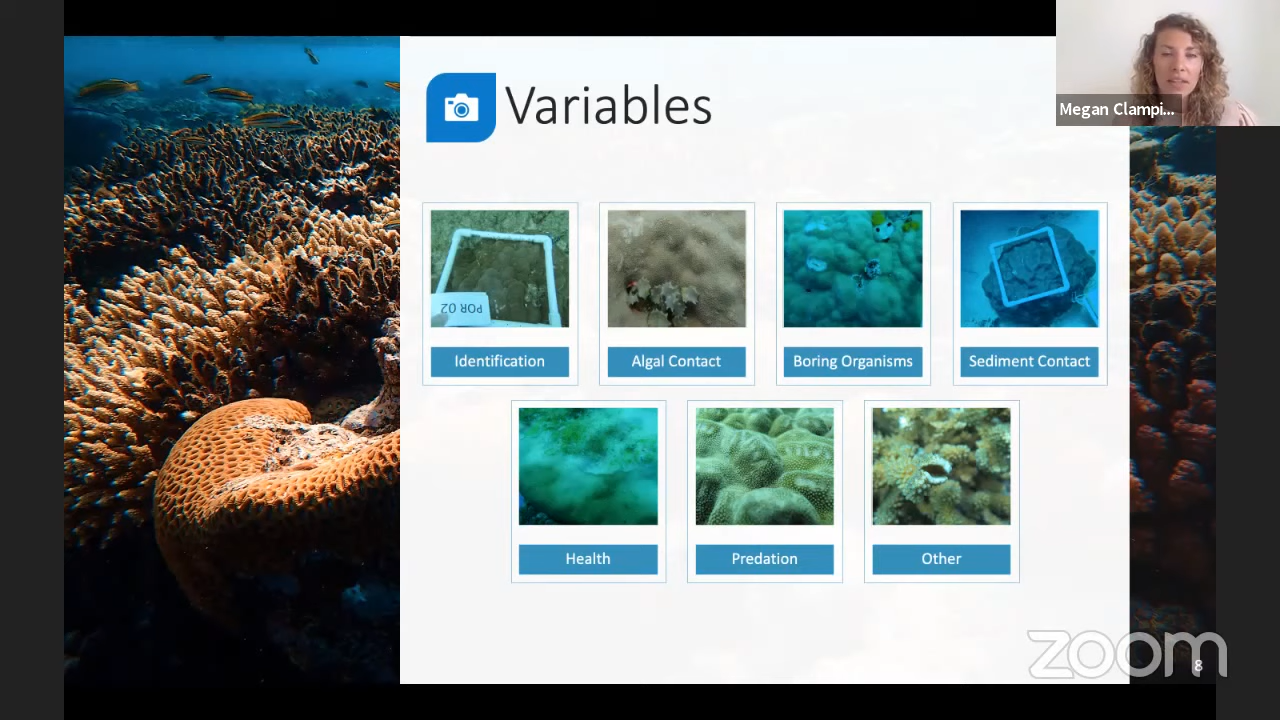 Variables
Megan Clampi...
POR 02
Identification
Algal Contact
Boring Organisms
Sediment Contact
Health
Predation
Other
zoom
8